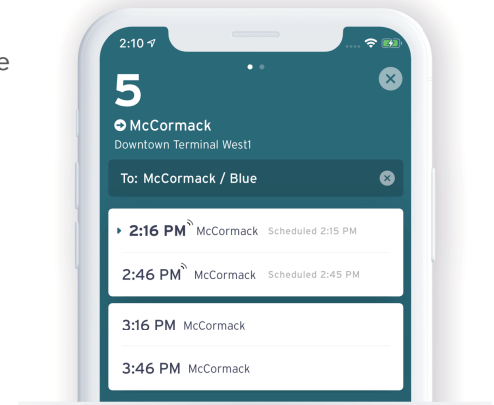 e
2:10
5
McCormack
Downtown Terminal West1
To: McCormack / Blue
2:16 PM McCormack Scheduled 2:15 PM
2:46 PM McCormack Scheduled 2:45 PM
3:16 PM McCormack
3:46 PM McCormack